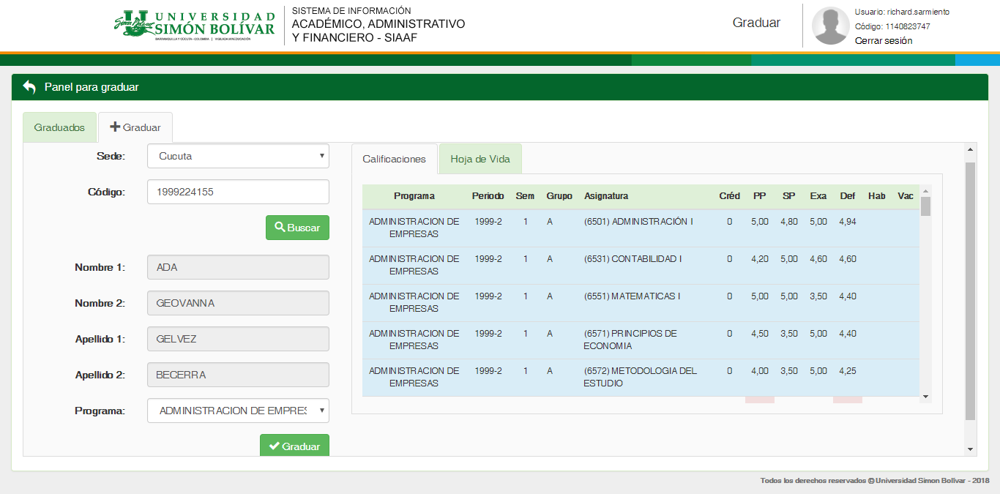 UNIVERSIDAD
SIMÓN BOLÍVAR
BARRANQUILLA Y CÚCUTA - COLOMBIA | VIGILADA MINEDUCACIÓN
SISTEMA DE INFORMACIÓN
ACADÉMICO, ADMINISTRATIVO
Y FINANCIERO - SIAAF
Graduar
Usuario: richard.sarmiento
Código: 1140823747
Cerrar sesión
Panel para graduar
Graduados
Graduar
Sede: Cucuta
Código: 1999224155
Buscar
Nombre 1: ADA
Nombre 2: GEOVANNA
Apellido 1: GELVEZ
Apellido 2: BECERRA
Programa: ADMINISTRACION DE EMPRES
Graduar
Calificaciones Hoja de Vida
Programa Periodo Sem Grupo Asignatura Créd PP SP Exa Def Hab Vac
ADMINISTRACION DE 1999-2 1 A (6501) ADMINISTRACIÓN I 0 5,00 4,80 5,00 4,94
EMPRESAS
ADMINISTRACION DE 1999-2 1 A (6531) CONTABILIDAD I 0 4,20 5,00 4,60 4,60
EMPRESAS
ADMINISTRACION DE 1999-2 1 A (6551) MATEMATICAS I 0 5,00 5,00 3,50 4,40
EMPRESAS
ADMINISTRACION DE 1999-2 1 A (6571) PRINCIPIOS DE 0 4,50 3,50 5,00 4,40
EMPRESAS ECONOMIA
ADMINISTRACION DE 1999-2 1 A (6572) METODOLOGIA DEL 0 4,00 3,50 5,00 4,25
EMPRESAS ESTUDIO
Todos los derechos reservados @ Universidad Simon Bolivar - 2018